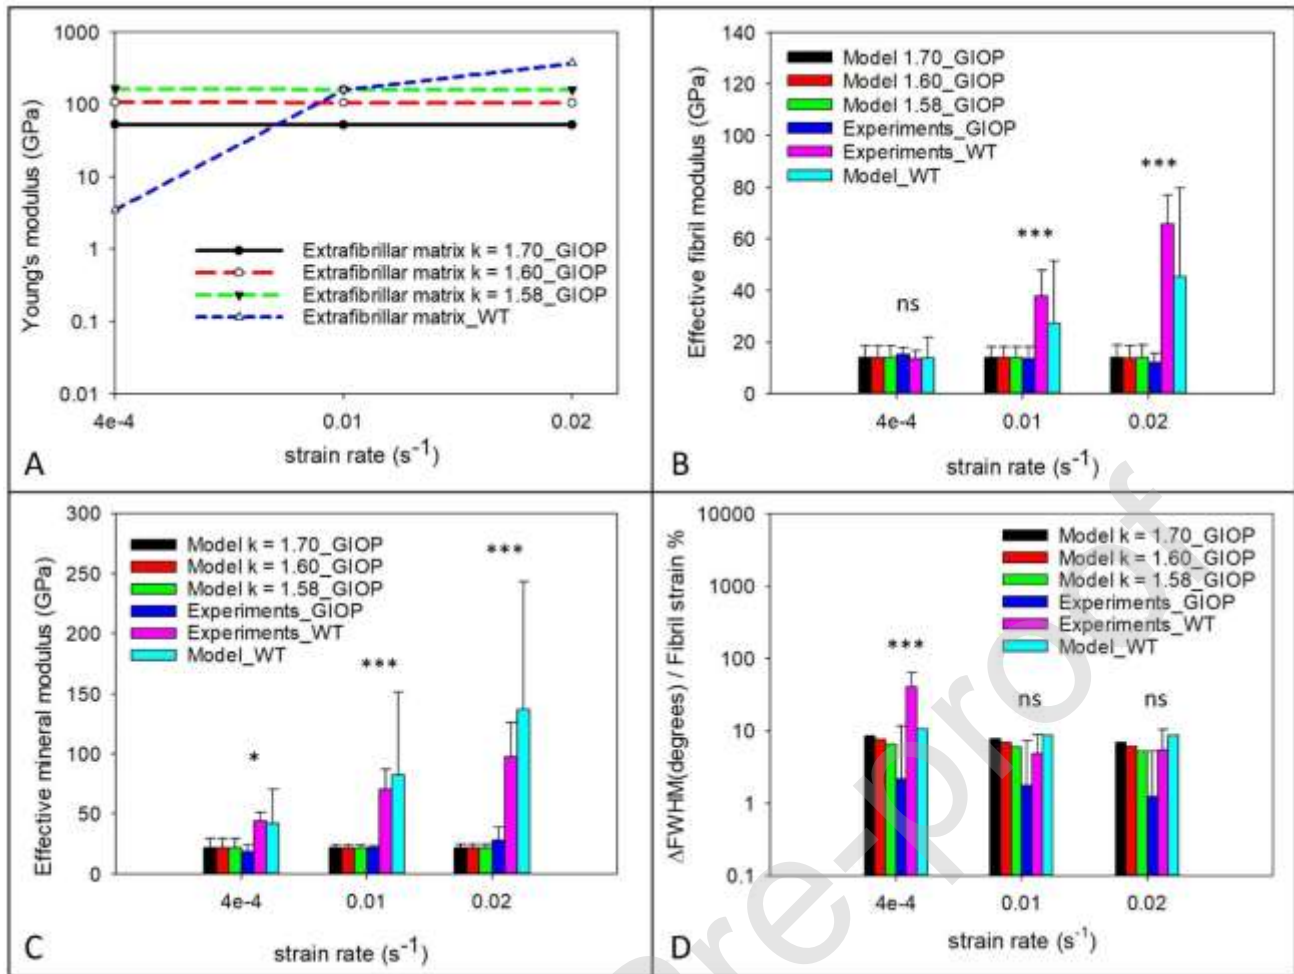 1000
100
10
1
0.1
0.01
Young's modulus (GPa)
Extrafibrillar matrix k = 1.70_GIOP
Extrafibrillar matrix k = 1.60_GIOP
Extrafibrillar matrix k = 1.58_GIOP
Extrafibrillar matrix_WT
4e-4 0.01 0.02
strain rate (s-1)
A
140
120
100
80
60
40
20
0
Effective fibril modulus (GPa)
Model 1.70_GIOP
Model 1.60_GIOP
Model 1.58_GIOP
Experiments_GIOP
Experiments_WT
Model_WT
ns
***
***
4e-4 0.01 0.02
strain rate (s-1)
B
300
250
200
150
100
50
0
Effective mineral modulus (GPa)
Model k = 1.70_GIOP
Model k = 1.60_GIOP
Model k = 1.58_GIOP
Experiments_GIOP
Experiments_WT
Model_WT
*
***
***
4e-4 0.01 0.02
strain rate (s-1)
C
10000
1000
100
10
1
0.1
ΔFWHM(degrees) / Fibril strain %
Model k = 1.70_GIOP
Model k = 1.60_GIOP
Model k = 1.58_GIOP
Experiments_GIOP
Experiments_WT
Model_WT
***
ns
ns
4e-4 0.01 0.02
strain rate (s-1)
D
re-proof